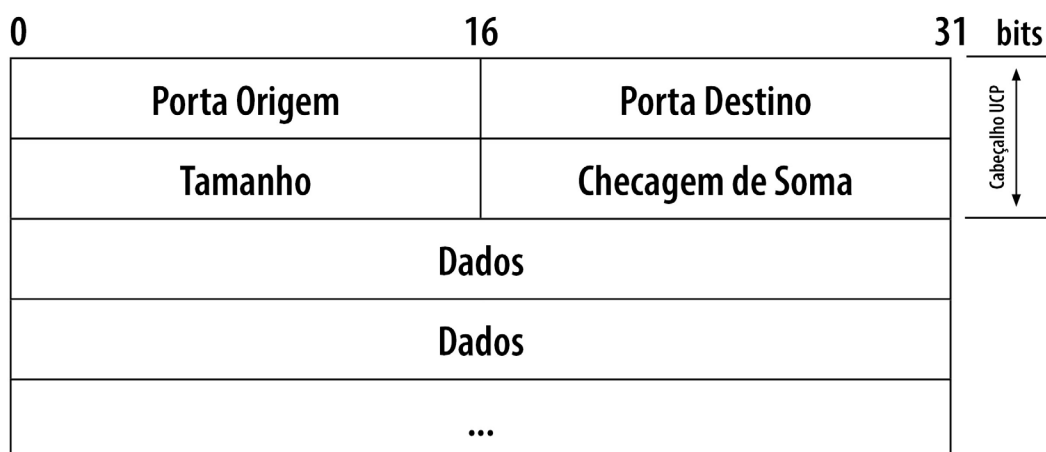 0 16 31 bits
Porta Origem Porta Destino
Tamanho Checagem de Soma
Cabeçalho UCP
Dados
Dados
...